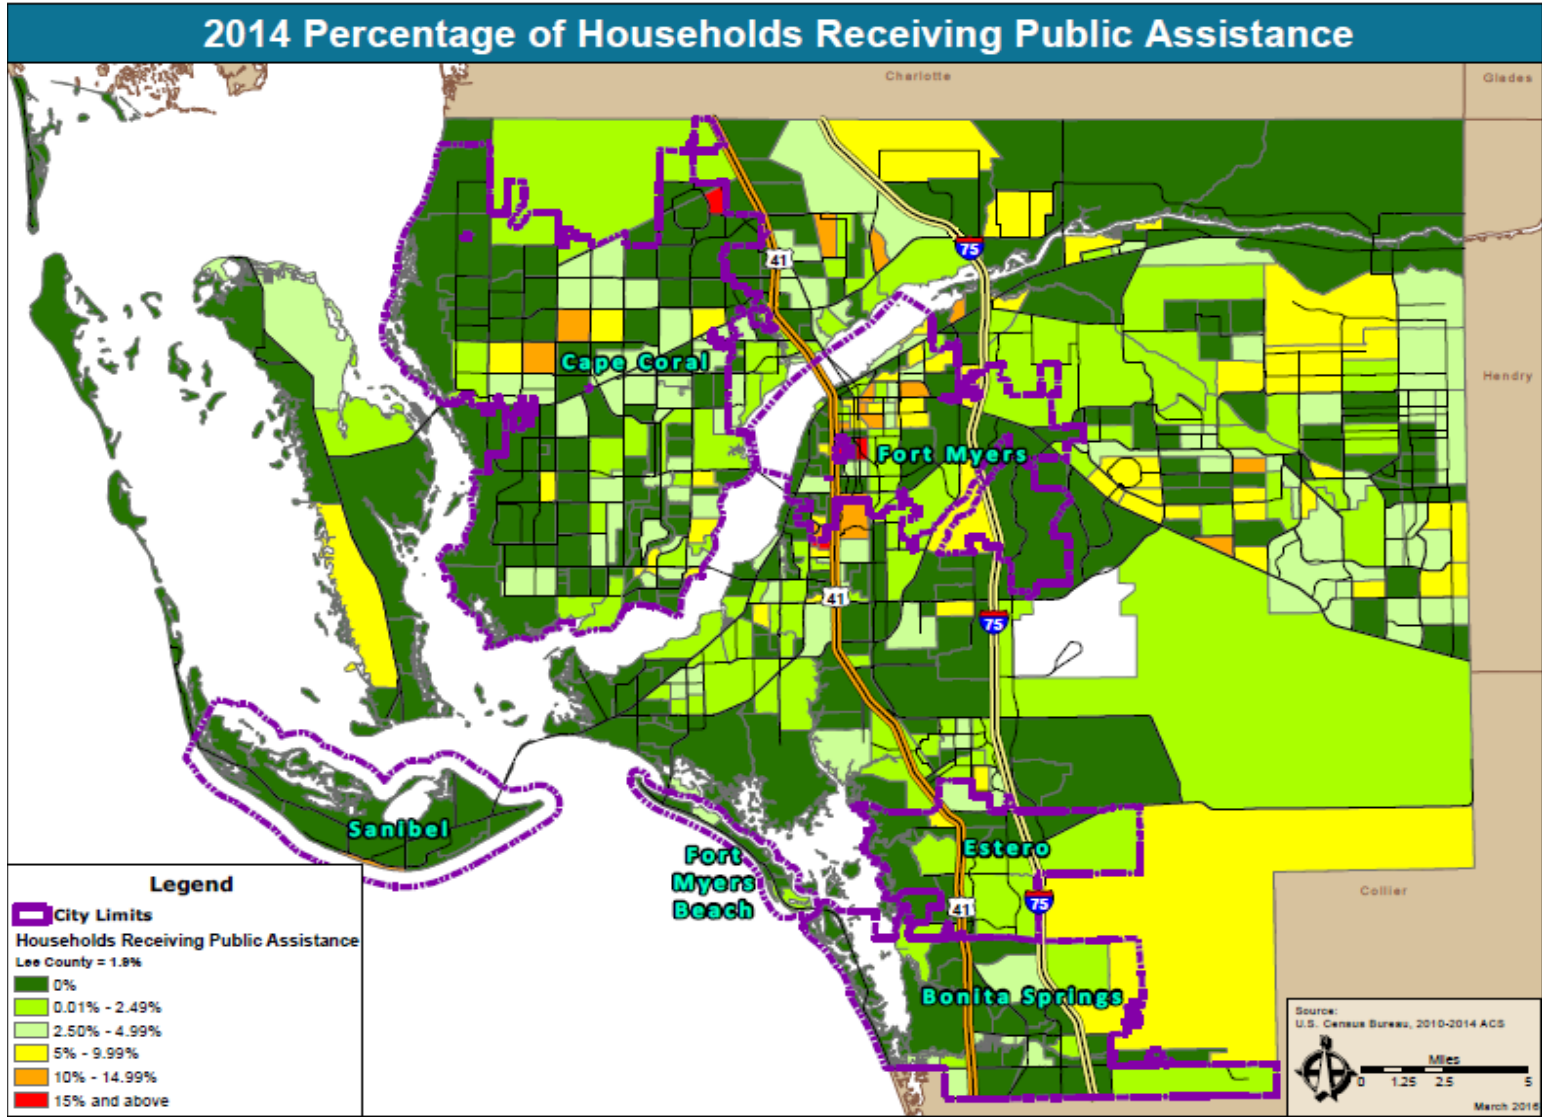 2014 Percentage of Households Receiving Public Assistance
Charlotte
Glades
75
41
Cape Coral
Hendry
Fort Myers
41
75
Sanibel
Fort
Myers
Beach
Estero
Collier
41
75
Bonita Springs
Legend
City Limits
Households Receiving Public Assistance
Lee County = 1.9%
0%
0.01% - 2.49%
2.50% - 4.99%
5% - 9.99%
10% - 14.99%
15% and above
Source:
U.S. Census Bureau, 2010-2014 ACS
Miles
0 1.25 2.5 5
March 2016